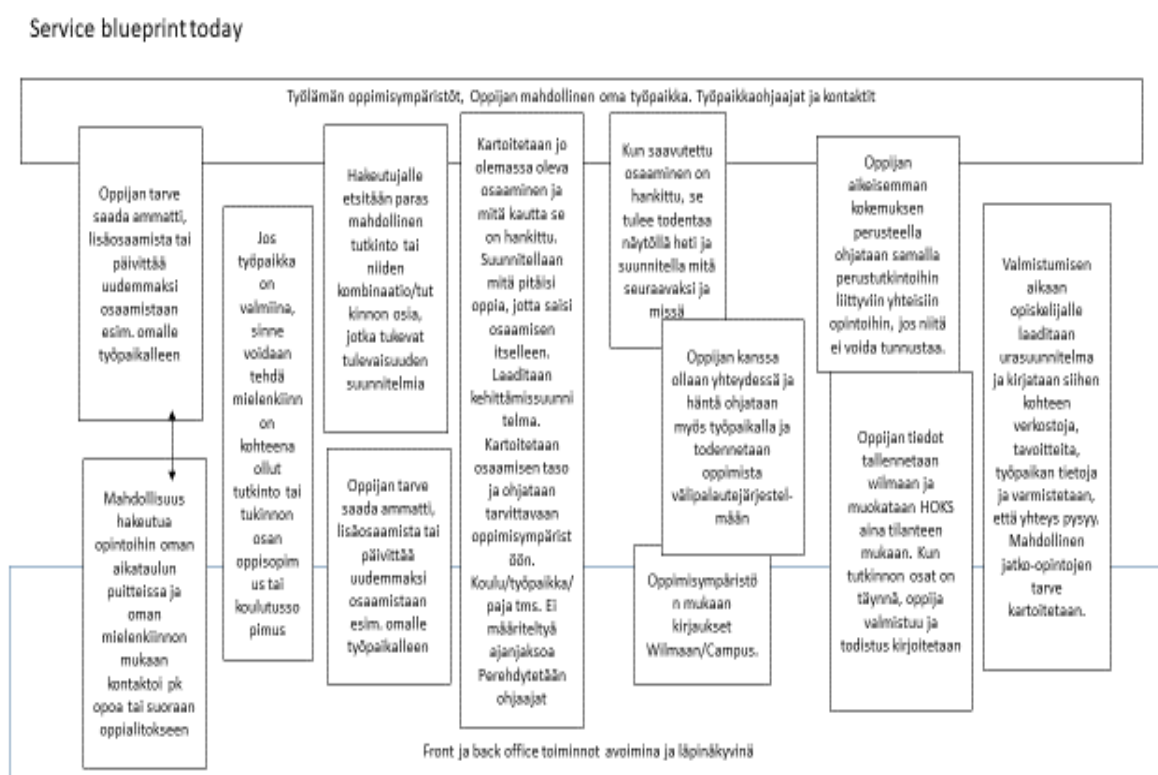 Service blueprint today
Työlämän oppimisympäristöt, Oppijan mahdollinen oma työpaikka. Työpaikkaohjaajat ja kontaktit
Oppijan tarve
saada ammatti,
lisäosaamista tai
päivittää
uudemmaksi
osaamistaan
esim. omalle
työpaikalleen
Mahdollisuus
hakeutua
opintoihin oman
aikataulun
puitteissa ja
oman
mielenkiinnon
mukaan
kontaktoi pk
opoa tai suoraan
oppialitokseen
Jos
työpaikka
on
valmiina,
sinne
voidaan
tehdä
mielenkiinn
on
kohteena
ollut
tutkinto tai
tukinnon
osan
oppisopim
us tai
koulutusso
pimus
Hakeutujalle
etsitään paras
mahdollinen
tutkinto tai
niiden
kombinaatio/tut
kinnon osia,
jotka tukevat
tulevaisuuden
suunnitelmia
Oppijan tarve
saada ammatti,
lisäosaamista tai
päivittää
uudemmaksi
osaamistaan
esim. omalle
työpaikalleen
Kartoitetaan jo
olemassa oleva
osaaminen ja
mitä kautta se
on hankittu.
Suunnitellaan
mitä pitäisi
oppia, jotta saisi
osaamisen
itselleen.
Laaditaan
kehittämissuunni
telma.
Kartoitetaan
osaamisen taso
ja ohjataan
tarvittavaan
oppimisympärist
öön.
Koulu/työpaikka/
paja tms. Ei
määriteltyä
ajanjaksoa
Perehdytetään
ohjaajat
Kun saavutettu
osaaminen on
hankittu, se
tulee todentaa
näytöllä heti ja
suunnitella mitä
seuraavaksi ja
missä
Oppijan kanssa
ollaan yhteydessä ja
häntä ohjataan
myös työpaikalla ja
todennetaan
oppimista
välipalautejärjestel-
mään
Oppimisympäristö
n mukaan
kirjaukset
Wilmaan/Campus.
Oppijan
aikeisemman
kokemuksen
perusteella
ohjataan samalla
perustutkintoihin
liittyviin yhteisiin
opintoihin, jos niitä
ei voida tunnustaa.
Oppijan tiedot
tallennetaan
wilmaan ja
muokataan HOKS
aina tilanteen
mukaan. Kun
tutkinnon osat on
täynnä, oppija
valmistuu ja
todistus kirjoitetaan
Valmistumisen
aikaan
opiskelijalle
laaditaan
urasuunnitelma
ja kirjataan siihen
kohteen
verkostoja,
tavoitteita,
työpaikan tietoja
ja varmistetaan,
että yhteys pysyy.
Mahdollinen
jatko-opintojen
tarve
kartoitetaan.
Front ja back office toiminnot avoimina ja läpinäkyvinä